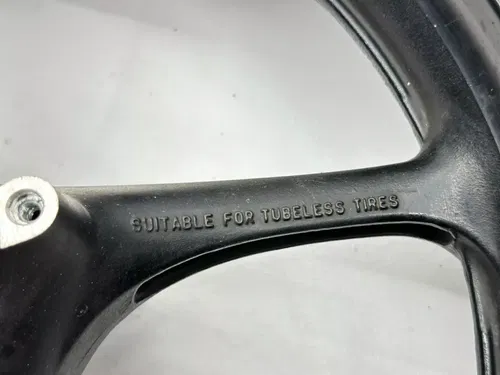 SUITABLE FOR TUBELESS TIRES